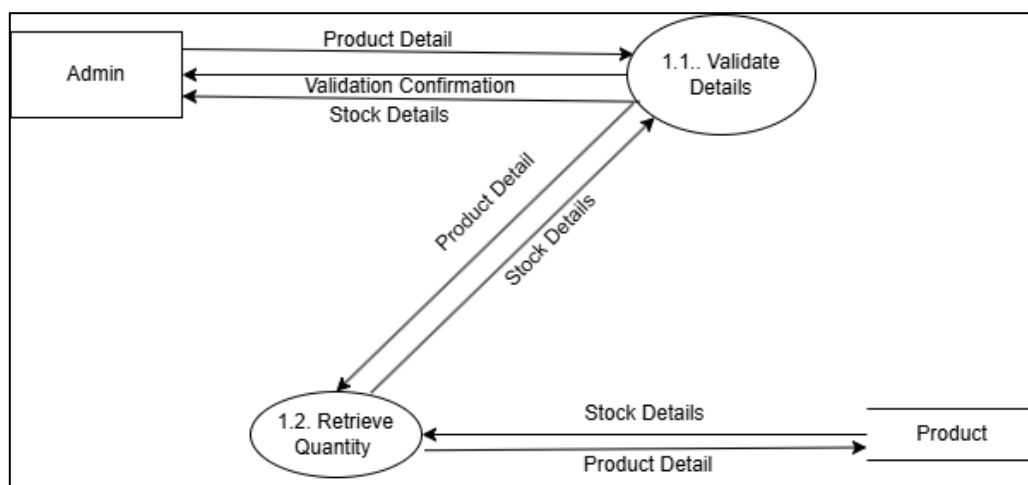 Product Detail
Admin
1.1.. Validate
Details
Validation Confirmation
Stock Details
Product Detail
Stock Details
1.2. Retrieve
Quantity
Stock Details
Product
Product Detail